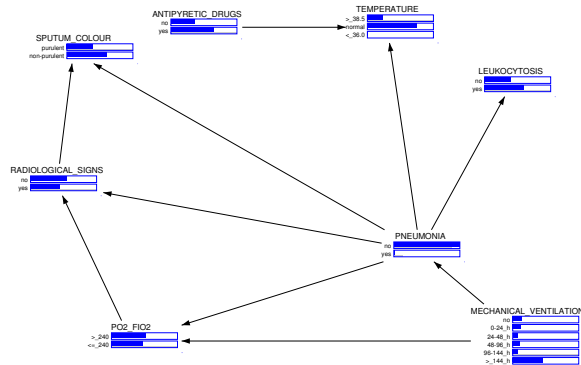 ANTIPYRETIC_DRUGS
no
yes
TEMPERATURE
>_38.5
normal
<_36.0
SPUTUM_COLOUR
purulent
non-purulent
LEUKOCYTOSIS
no
yes
RADIOLOGICAL_SIGNS
no
yes
PNEUMONIA
no
yes
PO2_FIO2
>_240
<=_240
MECHANICAL_VENTILATION
no
0-24_h
24-48_h
48-96_h
96-144_h
>_144_h